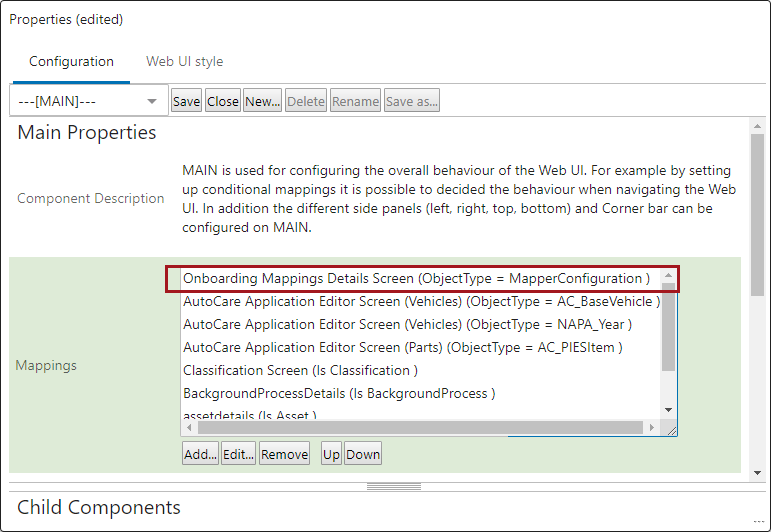 Properties (edited)
Configuration Web UI style
---[MAIN]--- Save Close New... Delete Rename Save as...
Main Properties
Component Description
MAIN is used for configuring the overall behaviour of the Web UI. For example by setting
up conditional mappings it is possible to decided the behaviour when navigating the Web
UI. In addition the different side panels (left, right, top, bottom) and Corner bar can be
configured on MAIN.
Mappings
Onboarding Mappings Details Screen (ObjectType = MapperConfiguration )
AutoCare Application Editor Screen (Vehicles) (ObjectType = AC_BaseVehicle )
AutoCare Application Editor Screen (Vehicles) (ObjectType = NAPA_Year )
AutoCare Application Editor Screen (Parts) (ObjectType = AC_PIESItem )
Classification Screen (Is Classification )
BackgroundProcessDetails (Is BackgroundProcess )
assetdetails (Is Asset )
Add... Edit... Remove Up Down
Child Components
...